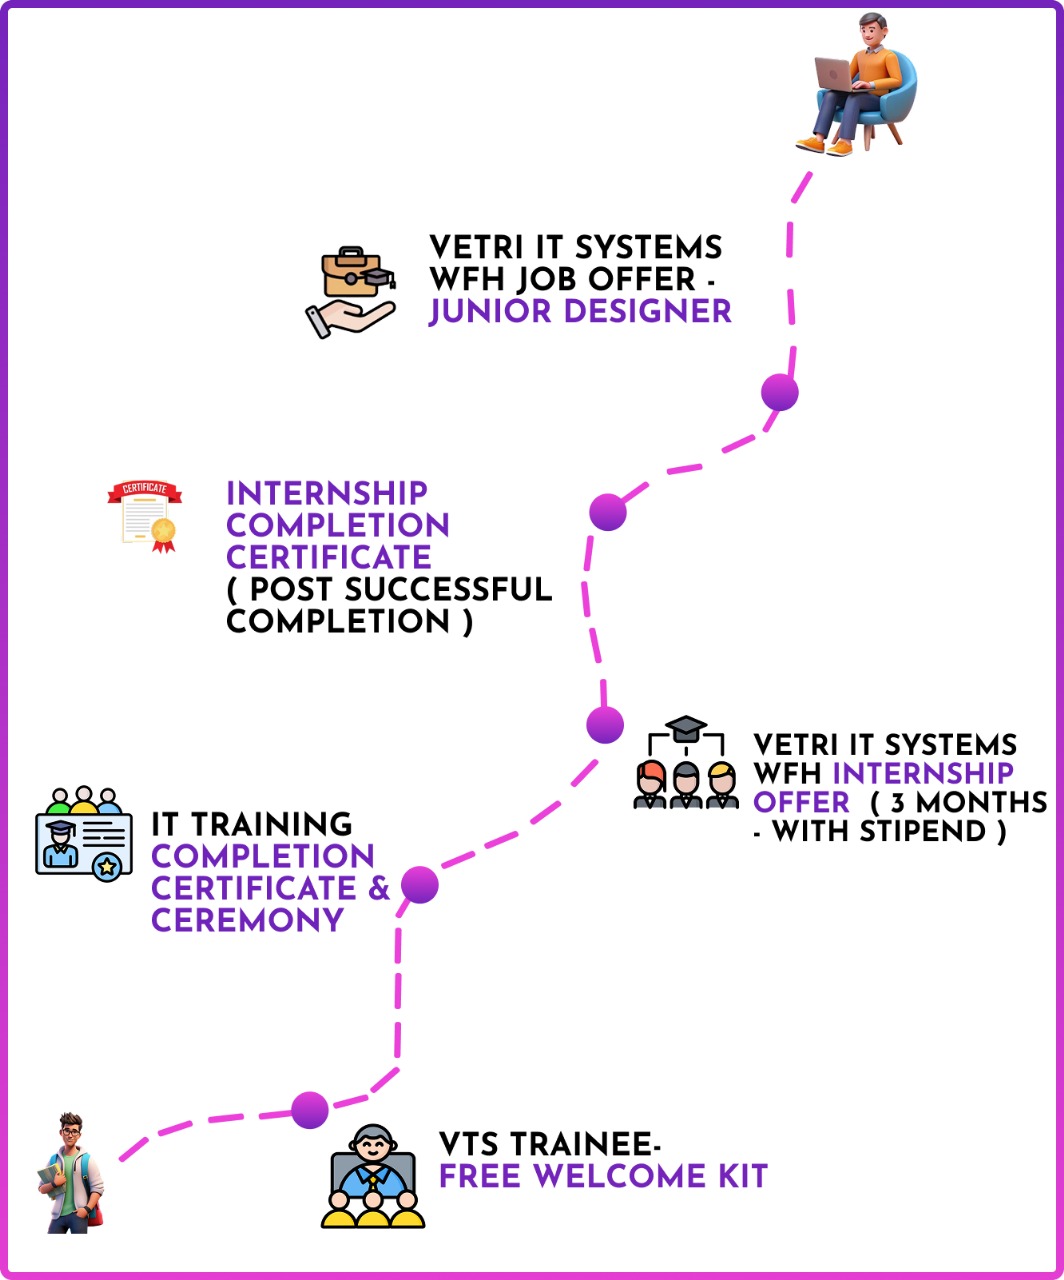 VETRI IT SYSTEMS
WFH JOB OFFER -
JUNIOR DESIGNER
CERTIFICATE
INTERNSHIP
COMPLETION
CERTIFICATE
( POST SUCCESSFUL
COMPLETION )
VETRI IT SYSTEMS
WFH INTERNSHIP
OFFER ( 3 MONTHS
- WITH STIPEND )
IT TRAINING
COMPLETION
CERTIFICATE &
CEREMONY
VTS TRAINEE-
FREE WELCOME KIT